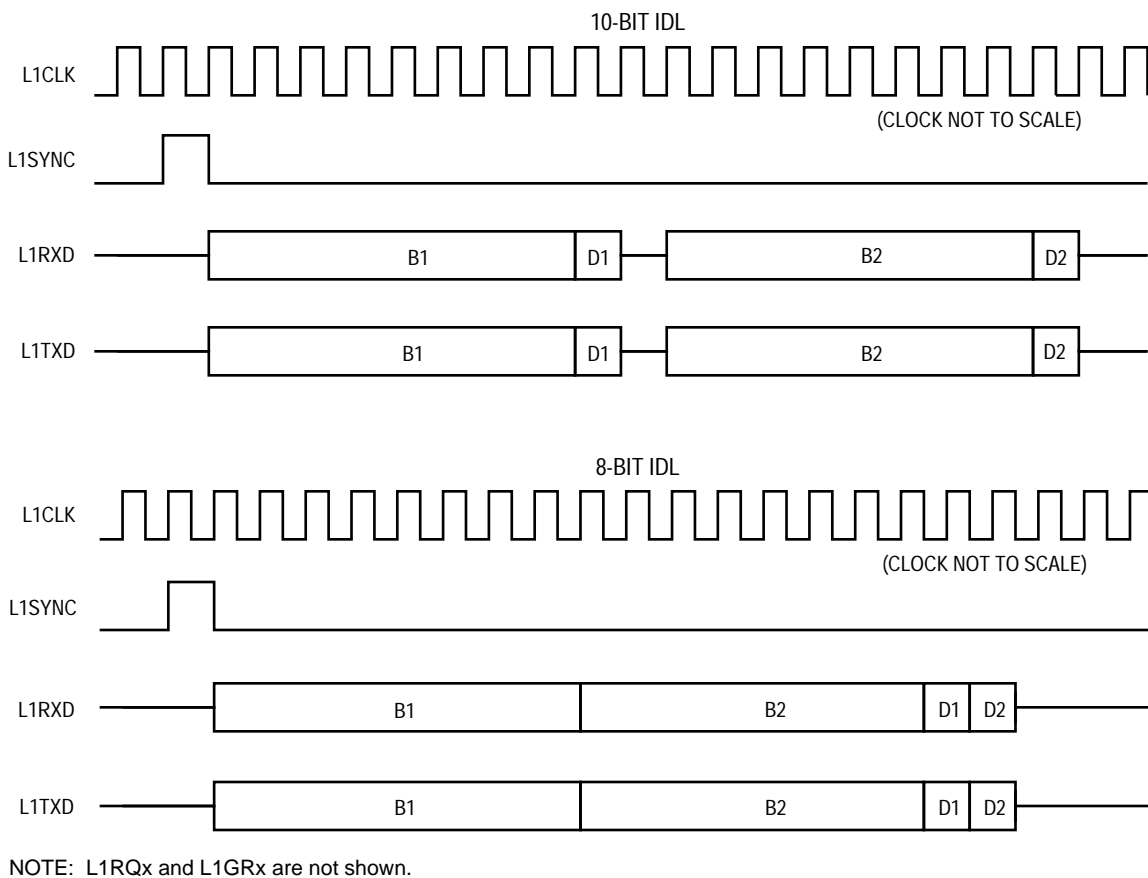 10-BIT IDL
L1CLK
(CLOCK NOT TO SCALE)
L1SYNC
L1RXD B1 D1 B2 D2
L1TXD B1 D1 B2 D2
8-BIT IDL
L1CLK
(CLOCK NOT TO SCALE)
L1SYNC
L1RXD B1 B2 D1 D2
L1TXD B1 B2 D1 D2
NOTE: L1RQx and L1GRx are not shown.